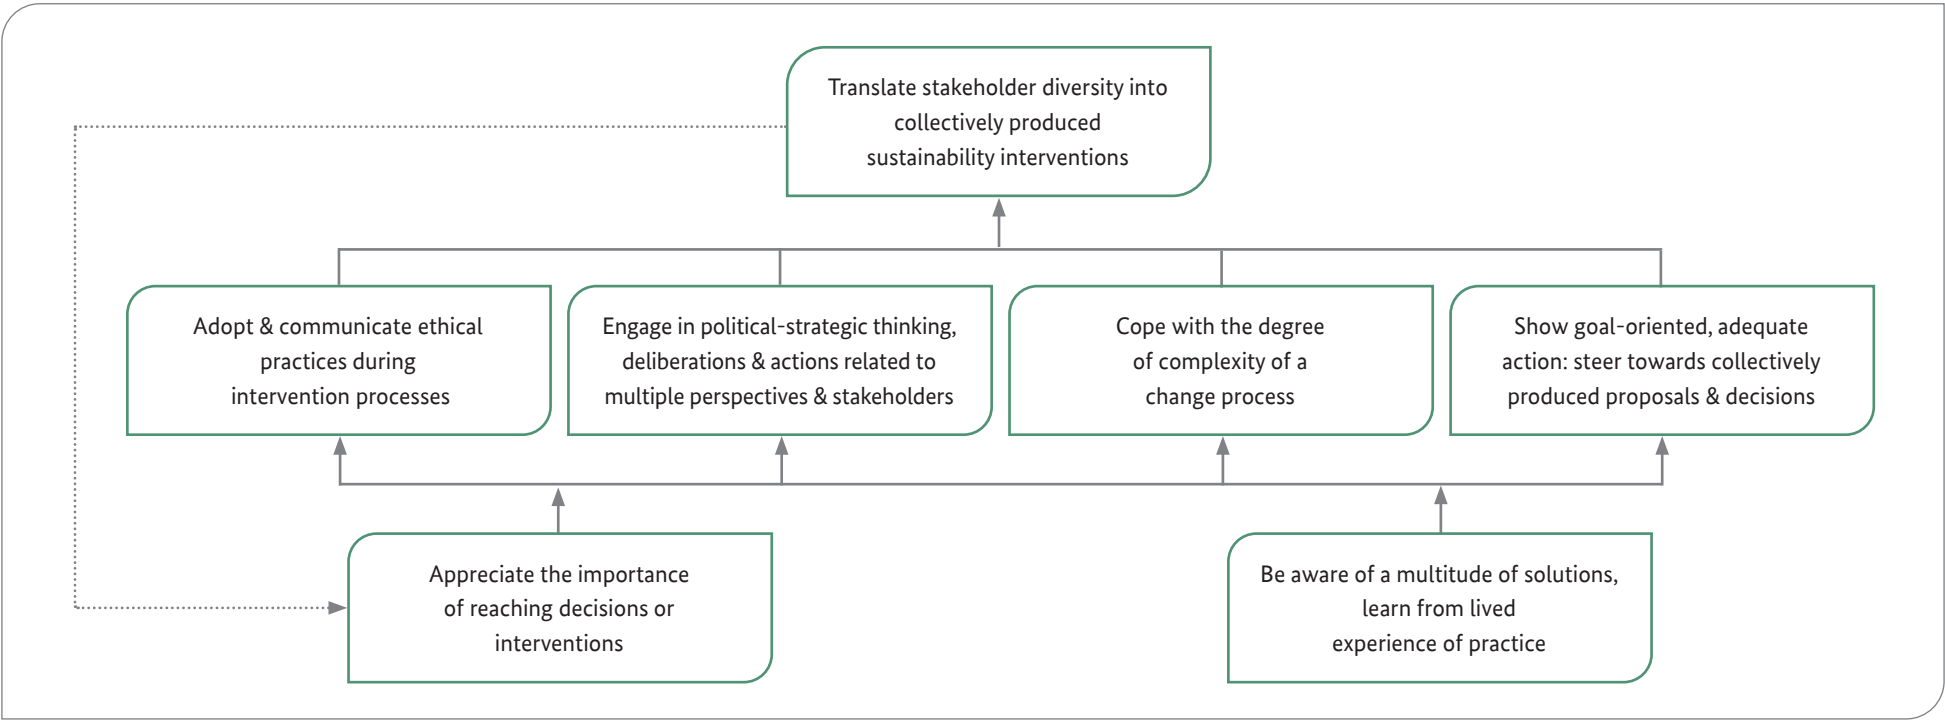 Translate stakeholder diversity into
collectively produced
sustainability interventions
Adopt & communicate ethical
practices during
intervention processes
Engage in political-strategic thinking,
deliberations & actions related to
multiple perspectives & stakeholders
Cope with the degree
of complexity of a
change process
Show goal-oriented, adequate
action: steer towards collectively
produced proposals & decisions
Appreciate the importance
of reaching decisions or
interventions
Be aware of a multitude of solutions,
learn from lived
experience of practice